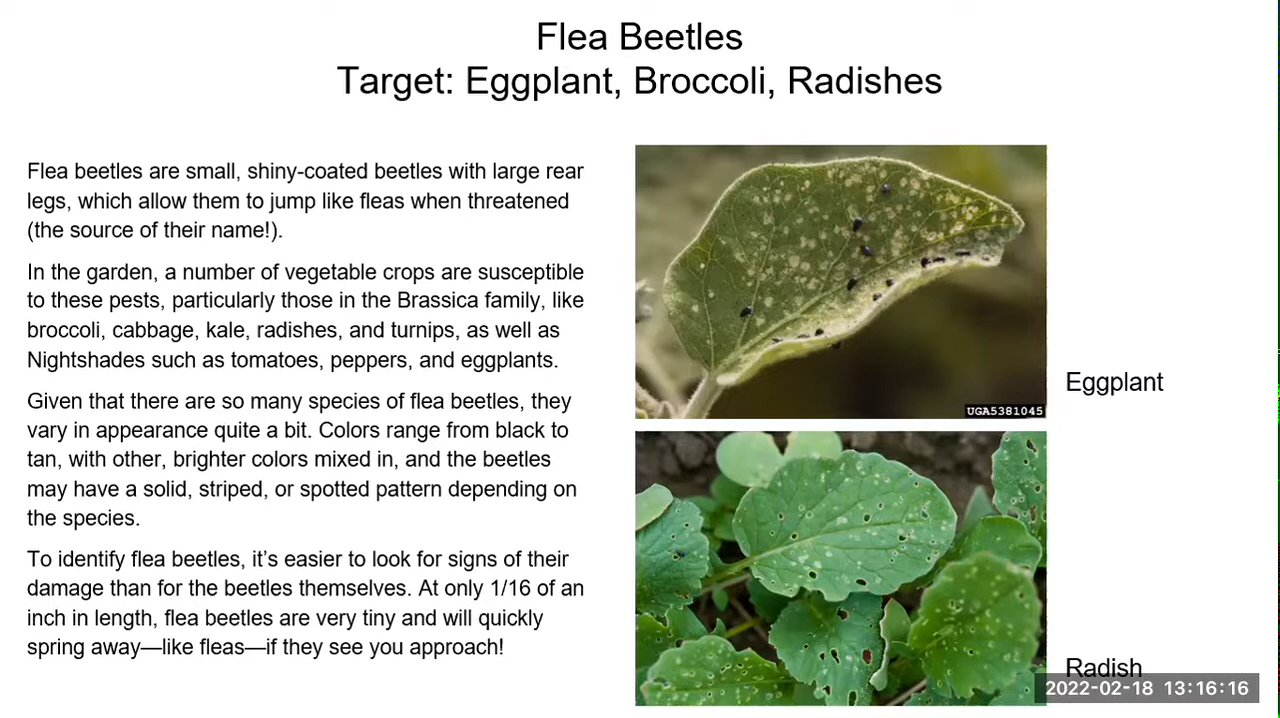 Flea Beetles
Target: Eggplant, Broccoli, Radishes
Flea beetles are small, shiny-coated beetles with large rear
legs, which allow them to jump like fleas when threatened
(the source of their name!).
In the garden, a number of vegetable crops are susceptible
to these pests, particularly those in the Brassica family, like
broccoli, cabbage, kale, radishes, and turnips, as well as
Nightshades such as tomatoes, peppers, and eggplants.
Given that there are so many species of flea beetles, they
vary in appearance quite a bit. Colors range from black to
tan, with other, brighter colors mixed in, and the beetles
may have a solid, striped, or spotted pattern depending on
the species.
To identify flea beetles, it’s easier to look for signs of their
damage than for the beetles themselves. At only 1/16 of an
inch in length, flea beetles are very tiny and will quickly
spring away—like fleas—if they see you approach!
UGA5381045
Eggplant
Radish
2022-02-18 13:16:16